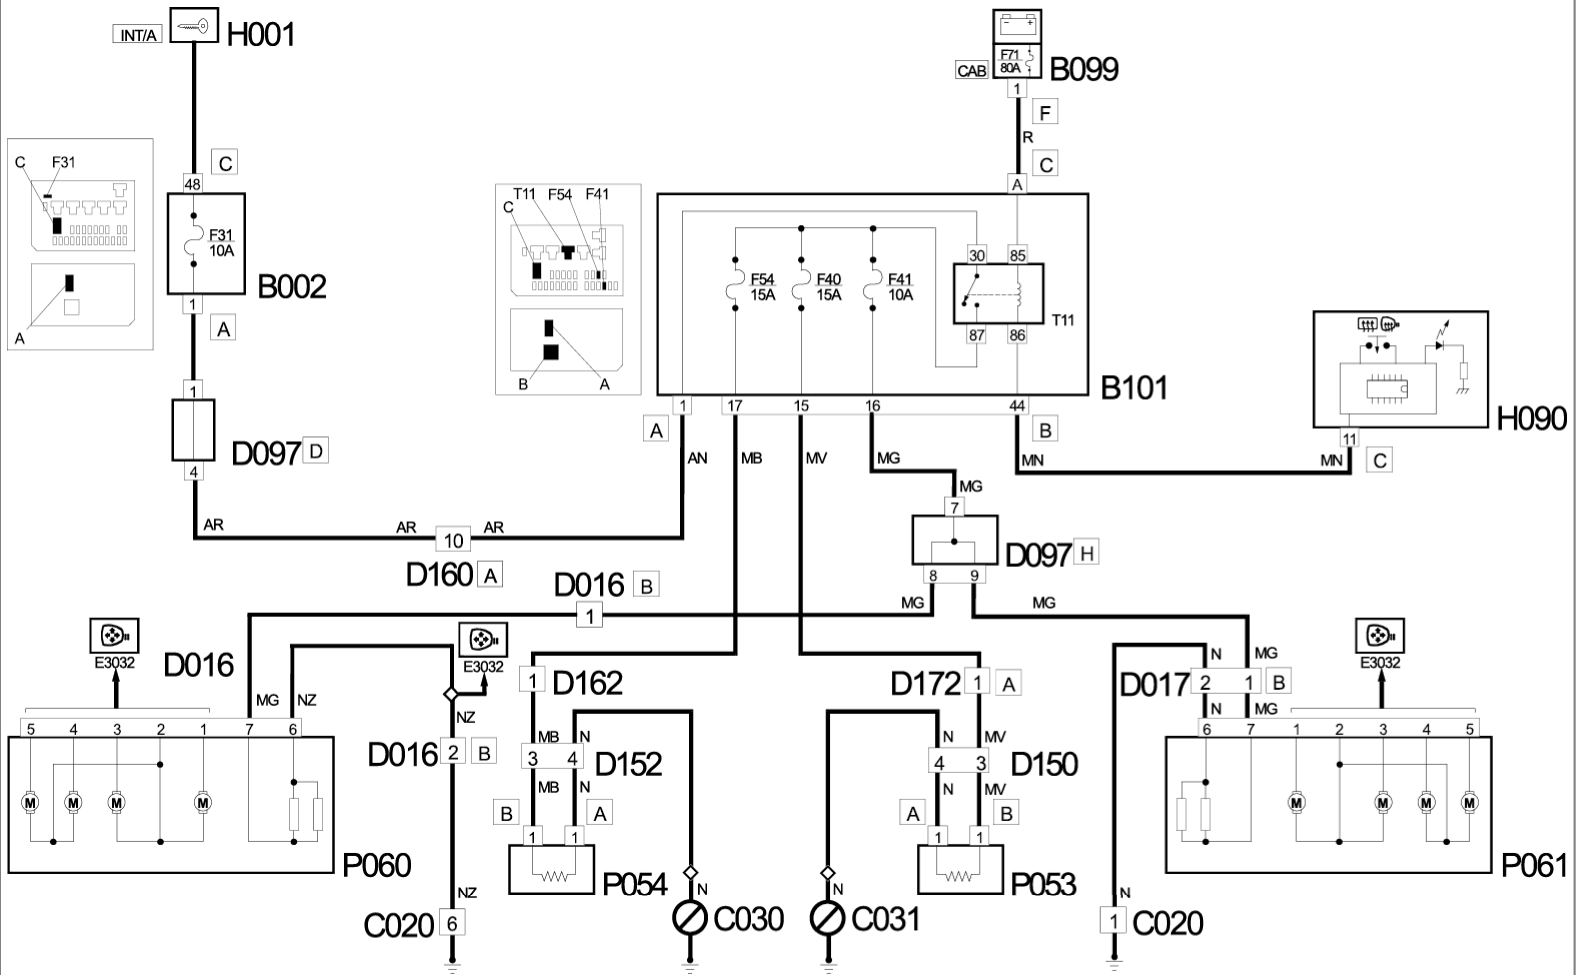 INT/A
H001
CAB
F71
80A
B099
1
F
R
C
A
C
F31
A
C
48
F31
10A
B002
1
A
1
D097
D
4
AR
AR
10
AR
D160
A
T11
F54
F41
C
B
A
30
85
87
86
T11
F54
15A
F40
15A
F41
10A
B101
A
1
17
15
16
44
B
AN
MB
MV
MG
MN
MN
11
C
H090
MG
7
D097
H
8
9
MG
MG
D016
B
1
E3032
D016
MG
NZ
E3032
NZ
5
4
3
2
1
7
6
M
M
M
M
P060
D016
2
B
NZ
C020
6
1
D162
MB
N
3
4
D152
MB
N
B
A
1
1
P054
N
C030
D172
1
A
N
MV
4
3
D150
N
MV
A
B
1
1
P053
N
C031
N
MG
D017
2
1
B
N
MG
E3032
6
7
1
2
3
4
5
M
M
M
M
P061
N
1
C020